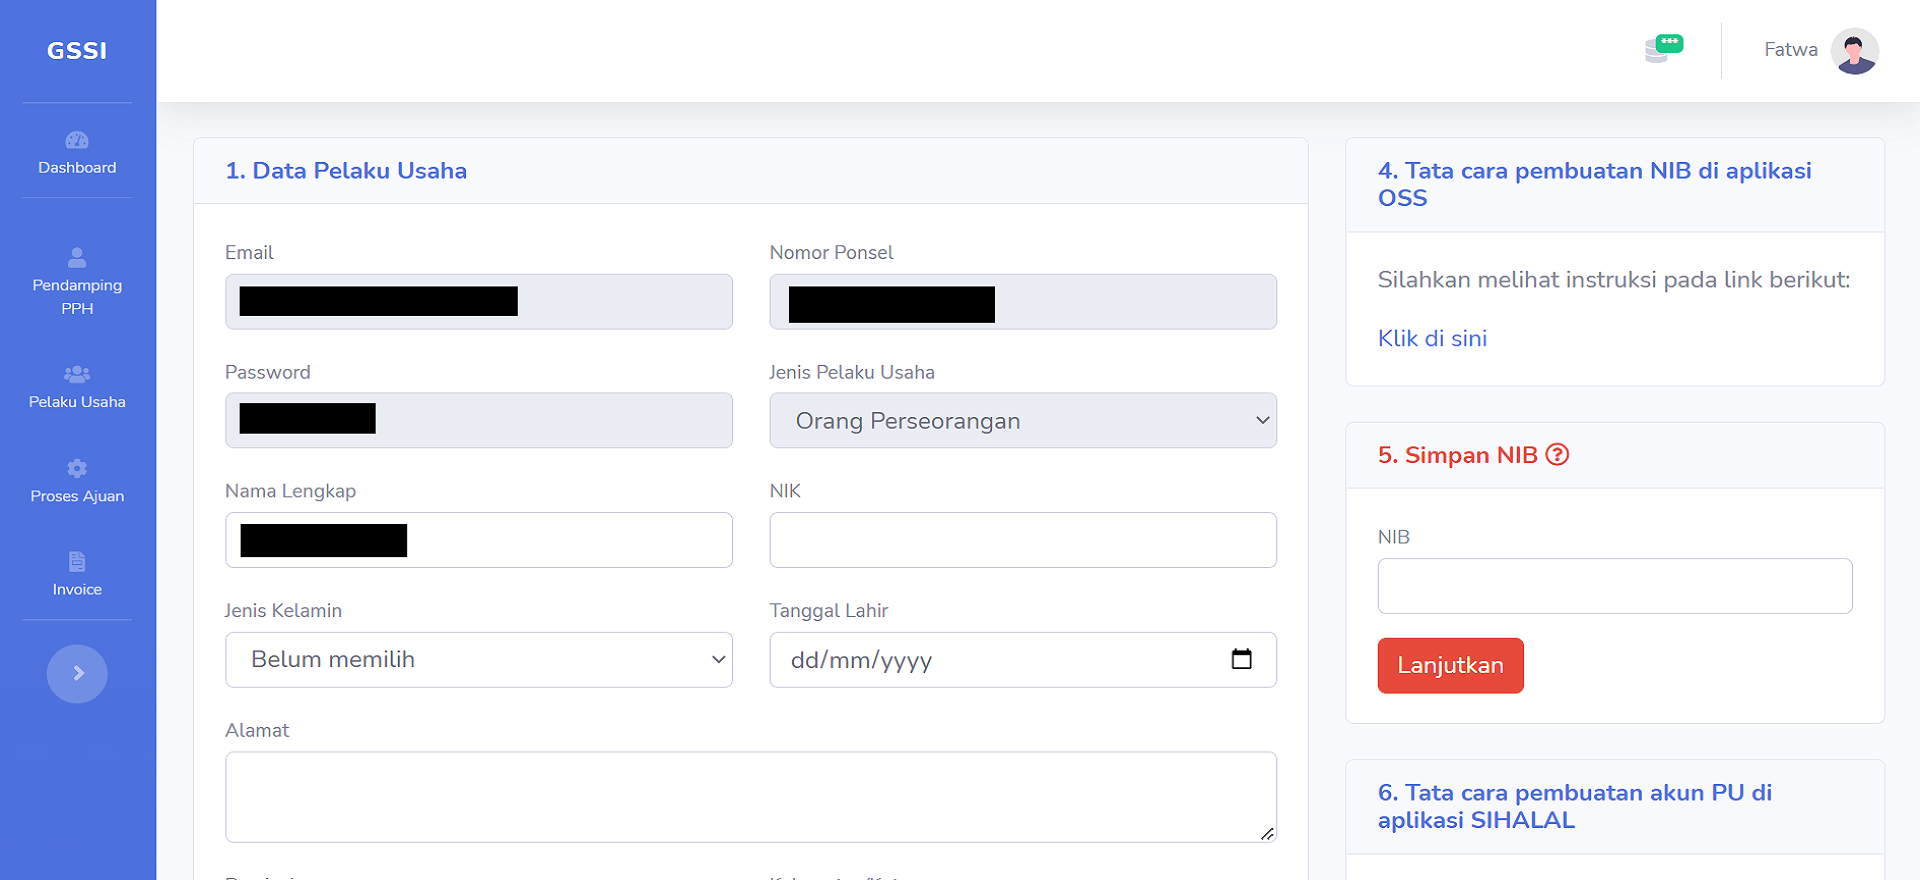 GSSI
Dashboard
Pendamping
PPH
Pelaku Usaha
Proses Ajuan
Invoice
***
Fatwa
1. Data Pelaku Usaha
Email
Nomor Ponsel
Password
Jenis Pelaku Usaha
Orang Perseorangan
Nama Lengkap
NIK
Jenis Kelamin
Tanggal Lahir
Belum memilih
dd/mm/yyyy
Alamat
4. Tata cara pembuatan NIB di aplikasi
OSS
Silahkan melihat instruksi pada link berikut:
Klik di sini
5. Simpan NIB
NIB
Lanjutkan
6. Tata cara pembuatan akun PU di
aplikasi SIHALAL